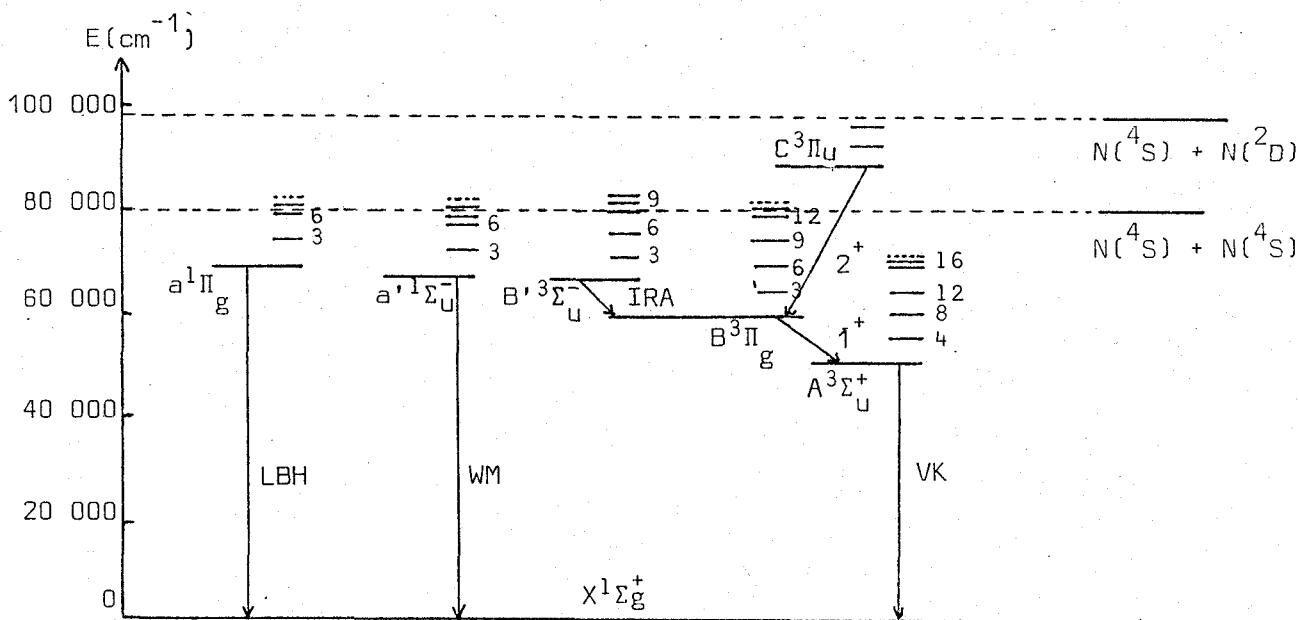 E(cm⁻¹)
100 000
80 000
60 000
40 000
20 000
0
N(⁴S) + N(²D)
N(⁴S) + N(⁴S)
C³Πu
6
3
a¹Πg
LBH
6
3
a'¹Σu⁻
WM
9
6
3
B'³Σu⁻
IRA
12
9
6
3
B³Πg
2⁺
1⁺
16
12
8
4
A³Σu⁺
VK
X¹Σg⁺